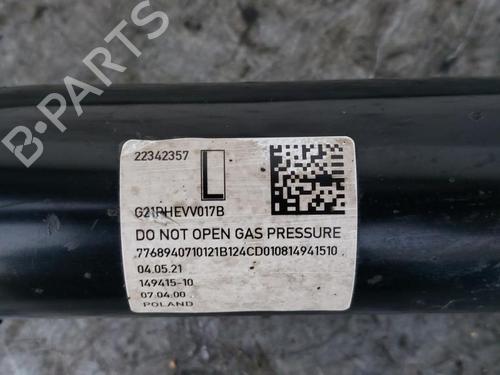 B-Parts
22342357
L
G21PHEVV017B
DO NOT OPEN GAS PRESSURE
7768940710121B124CD010814941510
04.05.21
149415-10
07.04.00
POLAND